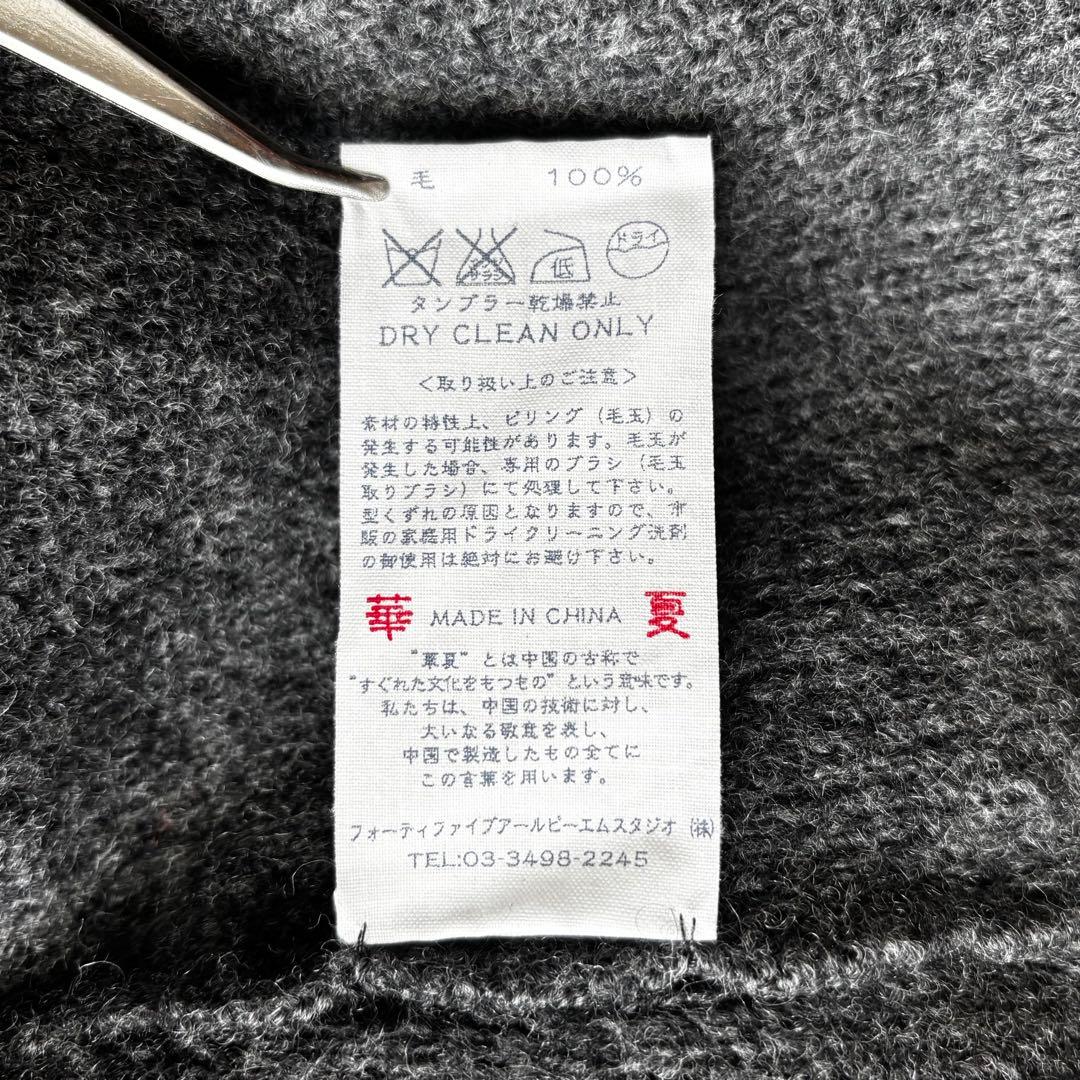 毛 100%
エンソ サラシ 低 ドライ
タンブラー乾燥禁止
DRY CLEAN ONLY
＜取り扱い上のご注意＞
素材の特性上、ピリング（毛玉）の
発生する可能性があります。毛玉が
発生した場合、専用のブラシ（毛玉
取りブラシ）にて処理して下さい。
型くずれの原因となりますので、市
販の家庭用ドライクリーニング洗剤
の御使用は絶対にお避け下さい。
華 MADE IN CHINA 夏
“華夏”とは中国の古称で
“すぐれた文化をもつもの”という意味です。
私たちは、中国の技術に対し、
大いなる敬意を表し、
中国で製造したもの全てに
この言葉を用います。
フォーティファイブアールピーエムスタジオ（株）
TEL:03-3498-2245